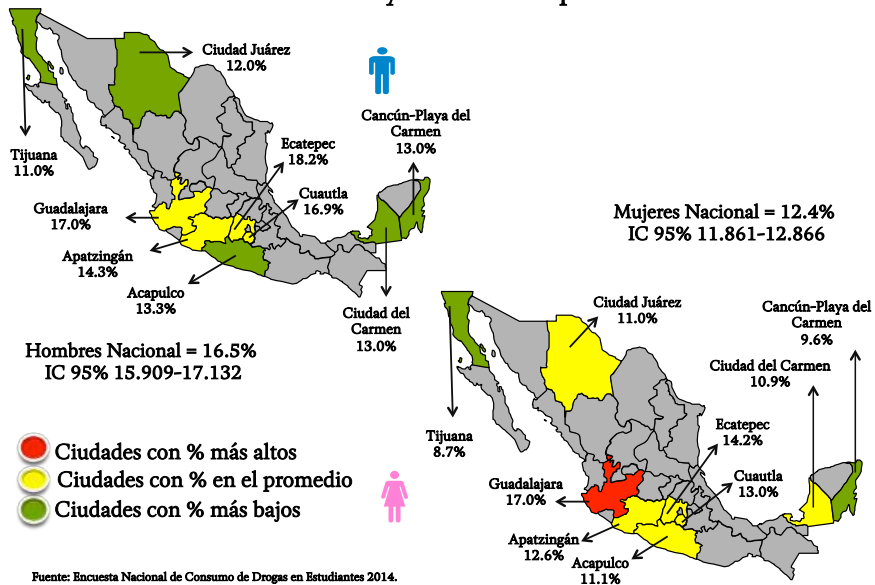 Ciudad Juárez
12.0%
Cancún-Playa del
Carmen
13.0%
Ecatepec
18.2%
Tijuana
11.0%
Cuautla
16.9%
Guadalajara
17.0%
Mujeres Nacional = 12.4%
IC 95% 11.861-12.866
Apatzingán
14.3%
Acapulco
13.3%
Ciudad del
Carmen
13.0%
Hombres Nacional = 16.5%
IC 95% 15.909-17.132
Ciudad Juárez
11.0%
Cancún-Playa del
Carmen
9.6%
Ciudad del Carmen
10.9%
Ecatepec
14.2%
Tijuana
8.7%
Cuautla
13.0%
Guadalajara
17.0%
Apatzingán
12.6%
Acapulco
11.1%
Ciudades con % más altos
Ciudades con % en el promedio
Ciudades con % más bajos
Fuente: Encuesta Nacional de Consumo de Drogas en Estudiantes 2014.